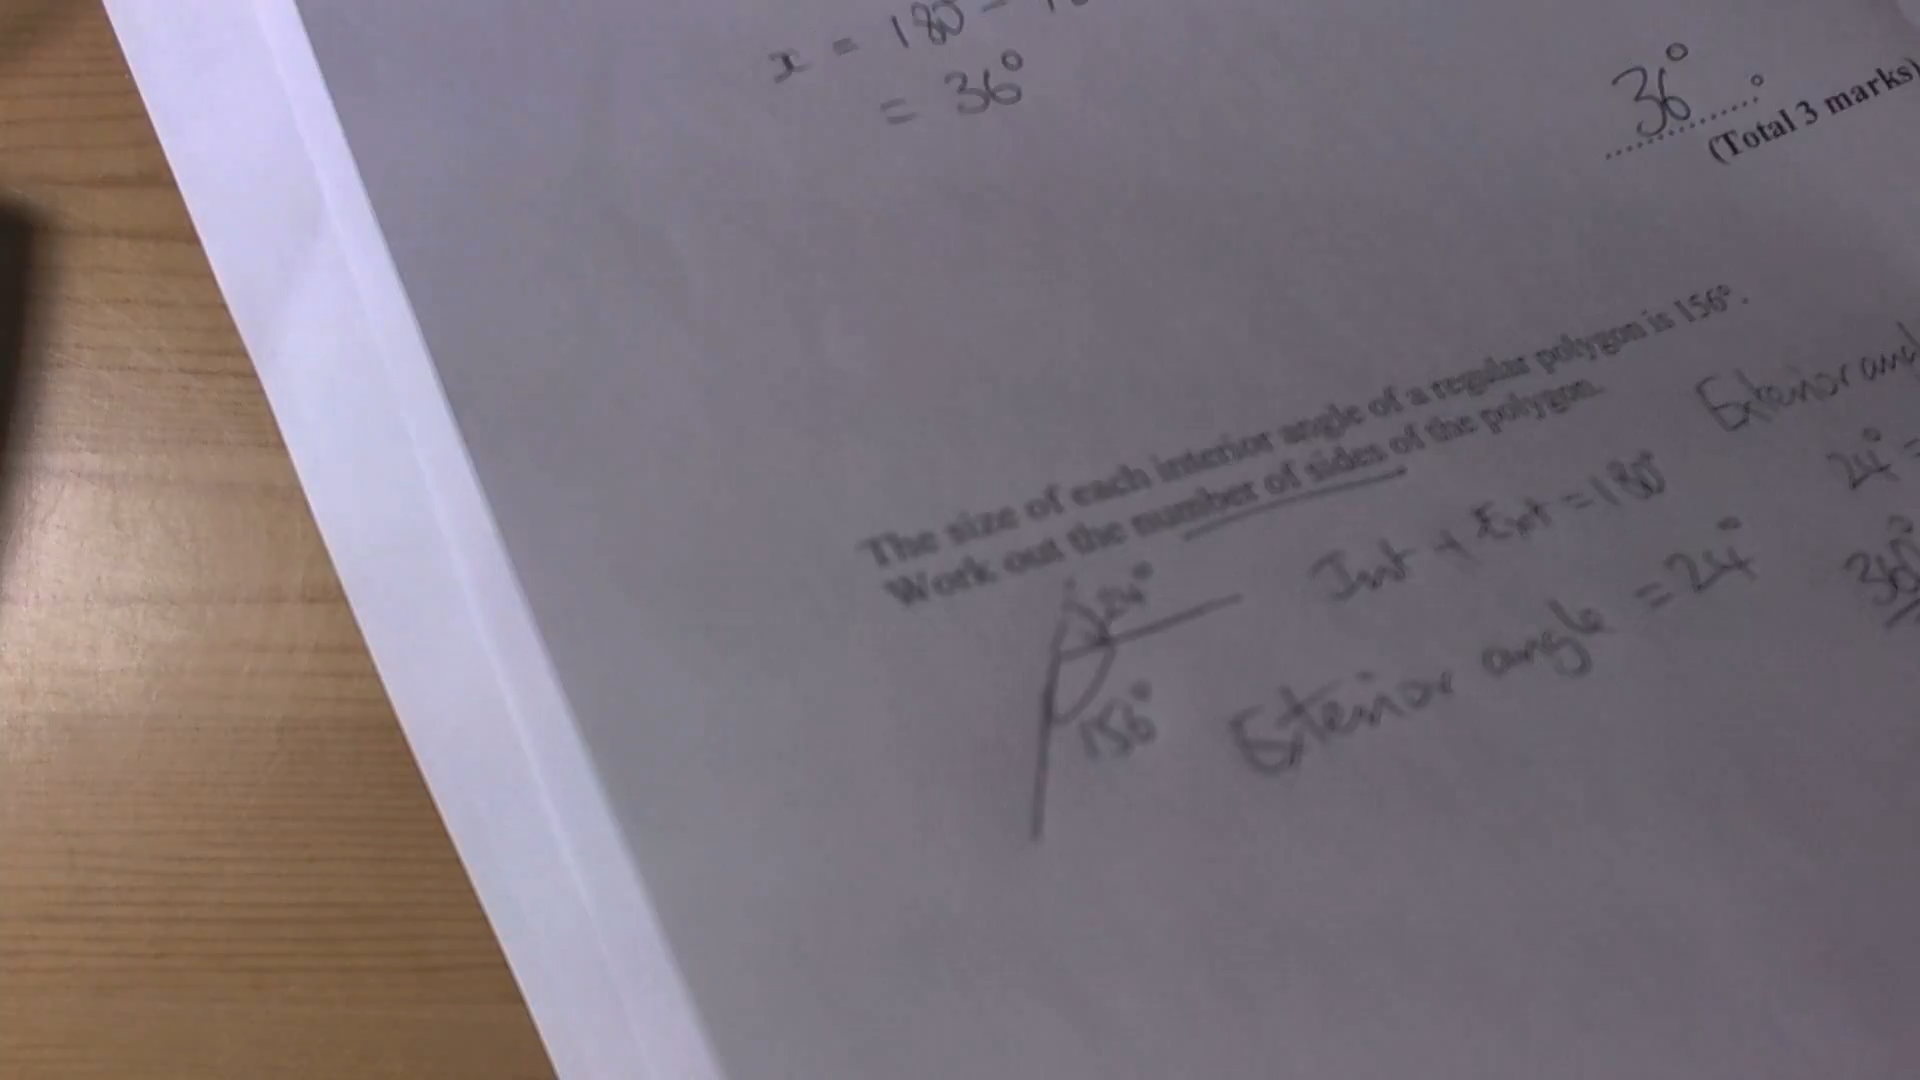 x = 180 -
= 36°
36°
(Total 3 marks)
The size of each interior angle of a regular polygon is 156°.
Work out the number of sides of the polygon.
24°
156°
Int + Ext = 180°
Exterior angle = 24°
Exterior
24° =
360°